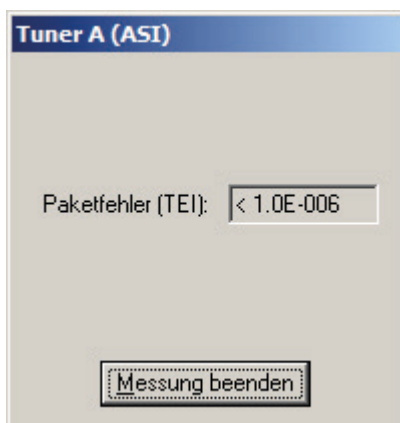 Tuner A (ASI)
Paketfehler (TEI): < 1.0E-006
Messung beenden